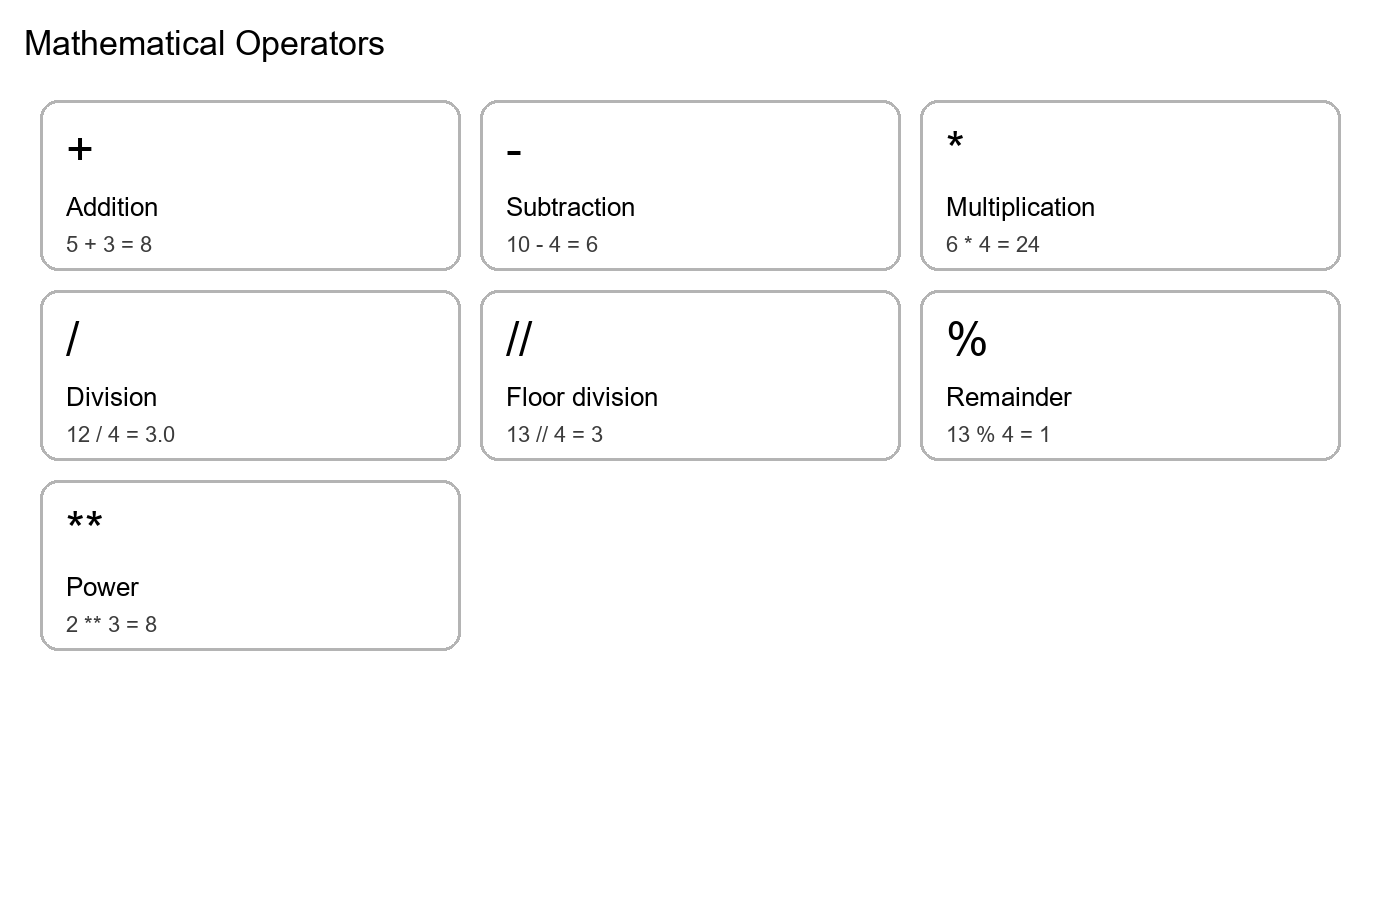 Mathematical Operators
+
Addition
5 + 3 = 8
-
Subtraction
10 - 4 = 6
*
Multiplication
6 * 4 = 24
/
Division
12 / 4 = 3.0
//
Floor division
13 // 4 = 3
%
Remainder
13 % 4 = 1
**
Power
2 ** 3 = 8